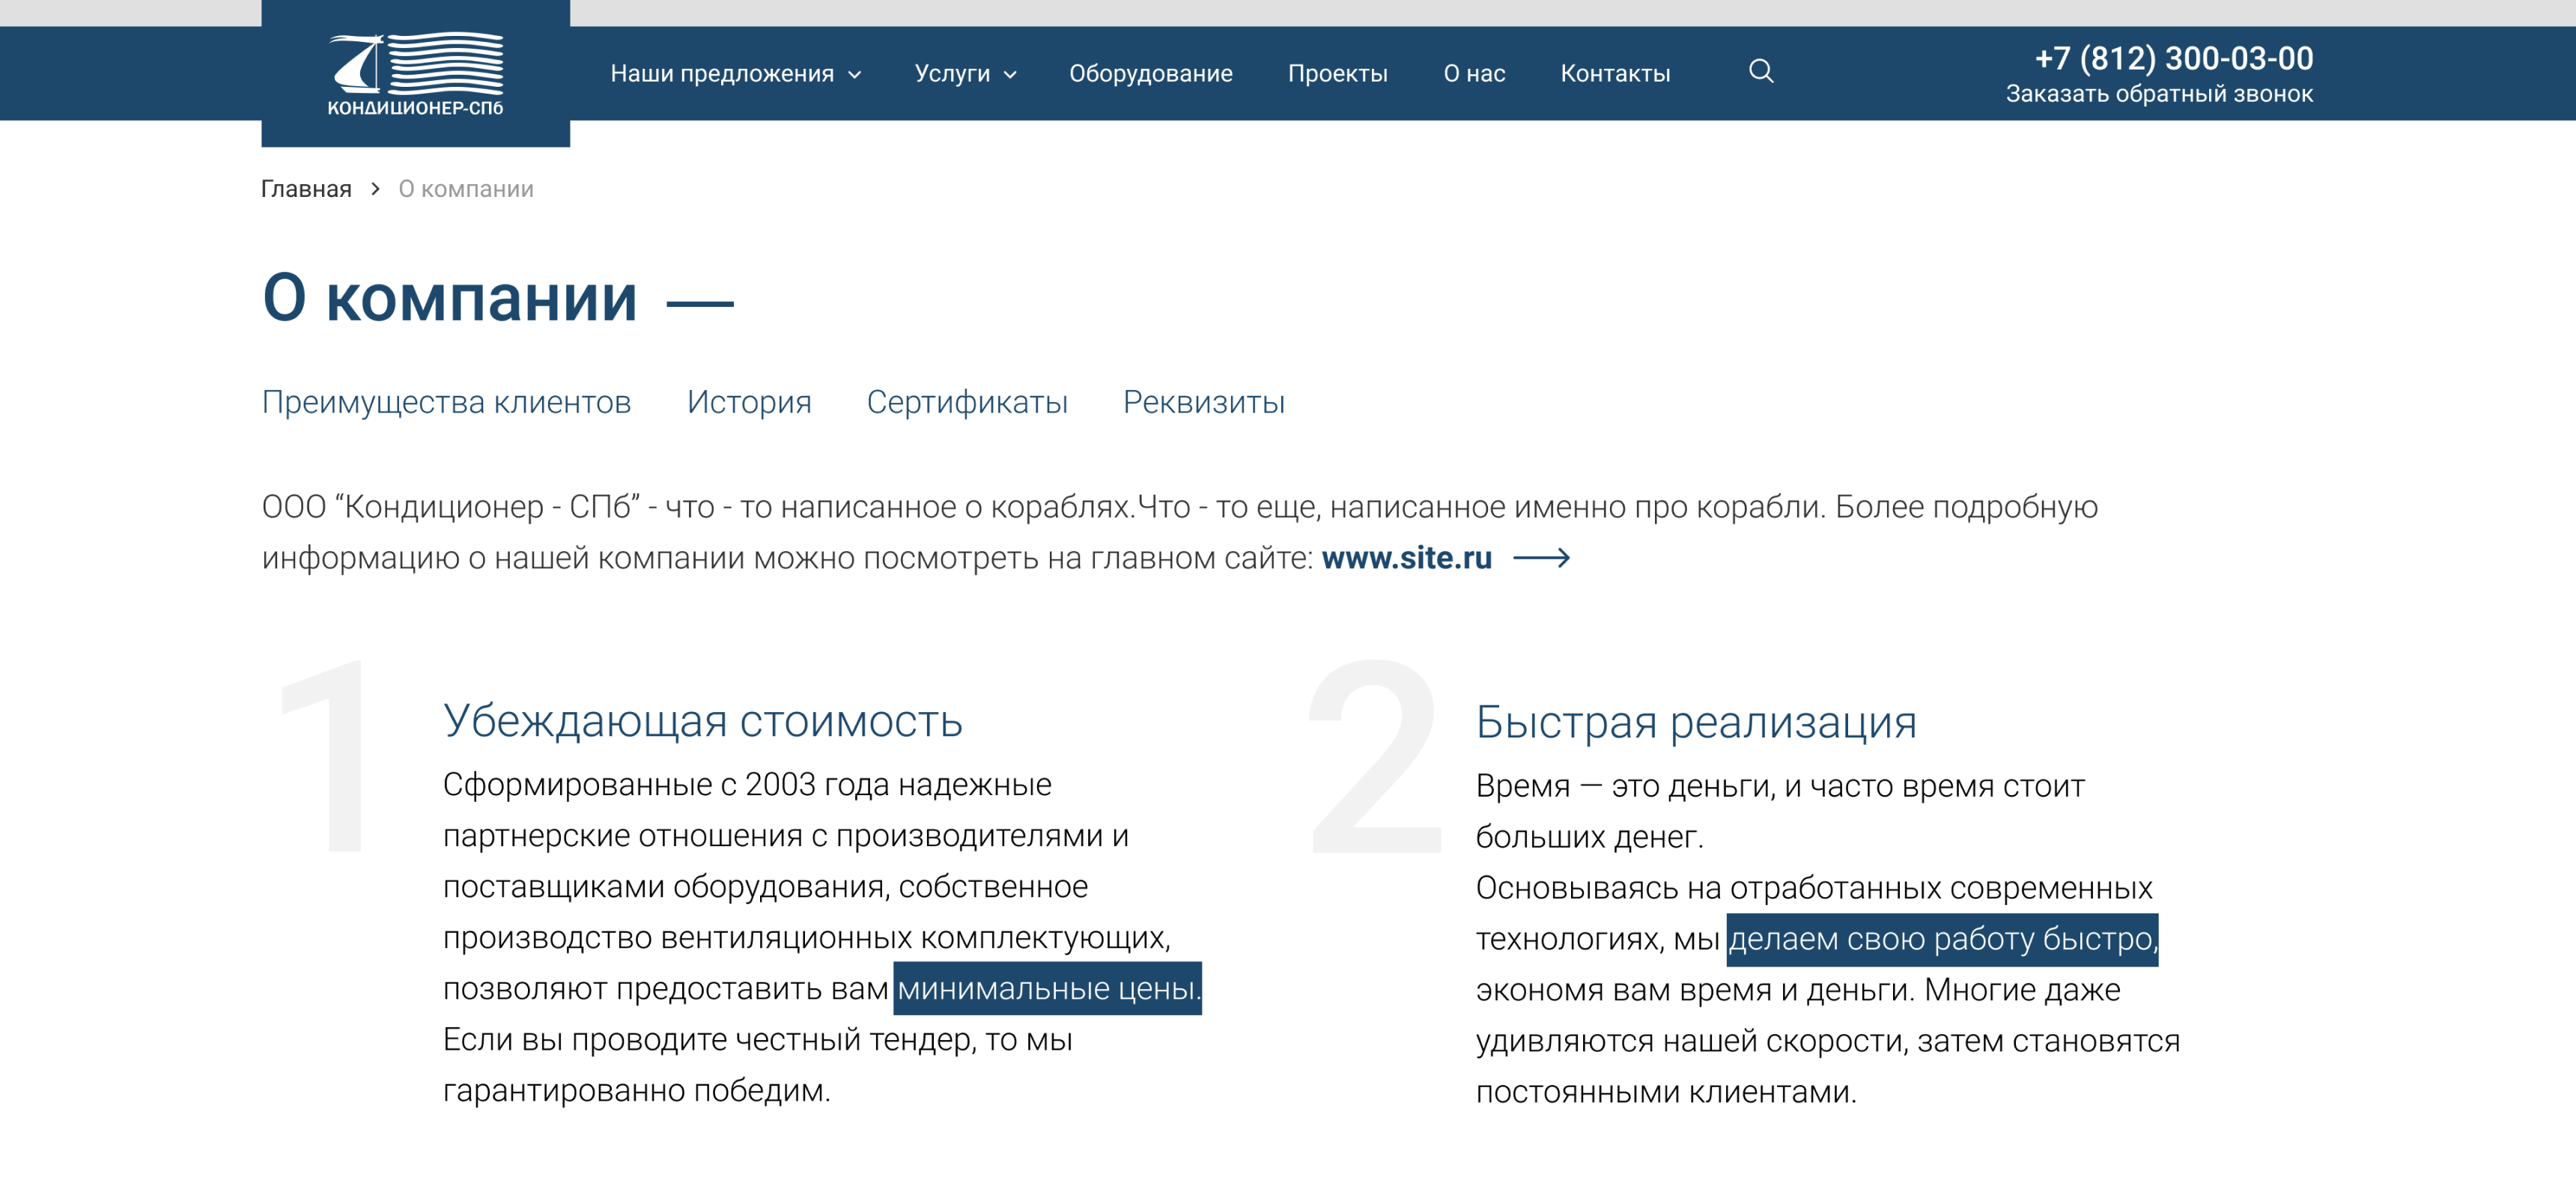 КОНДИЦИОНЕР-СПб
Наши предложения Услуги Оборудование Проекты О нас Контакты
+7 (812) 300-03-00
Заказать обратный звонок
Главная > О компании
О компании —
Преимущества клиентов История Сертификаты Реквизиты
ООО “Кондиционер - СПб” - что - то написанное о кораблях.Что - то еще, написанное именно про корабли. Более подробную
информацию о нашей компании можно посмотреть на главном сайте: www.site.ru
1
Убеждающая стоимость
Сформированные с 2003 года надежные
партнерские отношения с производителями и
поставщиками оборудования, собственное
производство вентиляционных комплектующих,
позволяют предоставить вам минимальные цены.
Если вы проводите честный тендер, то мы
гарантированно победим.
2
Быстрая реализация
Время — это деньги, и часто время стоит
больших денег.
Основываясь на отработанных современных
технологиях, мы делаем свою работу быстро,
экономя вам время и деньги. Многие даже
удивляются нашей скорости, затем становятся
постоянными клиентами.